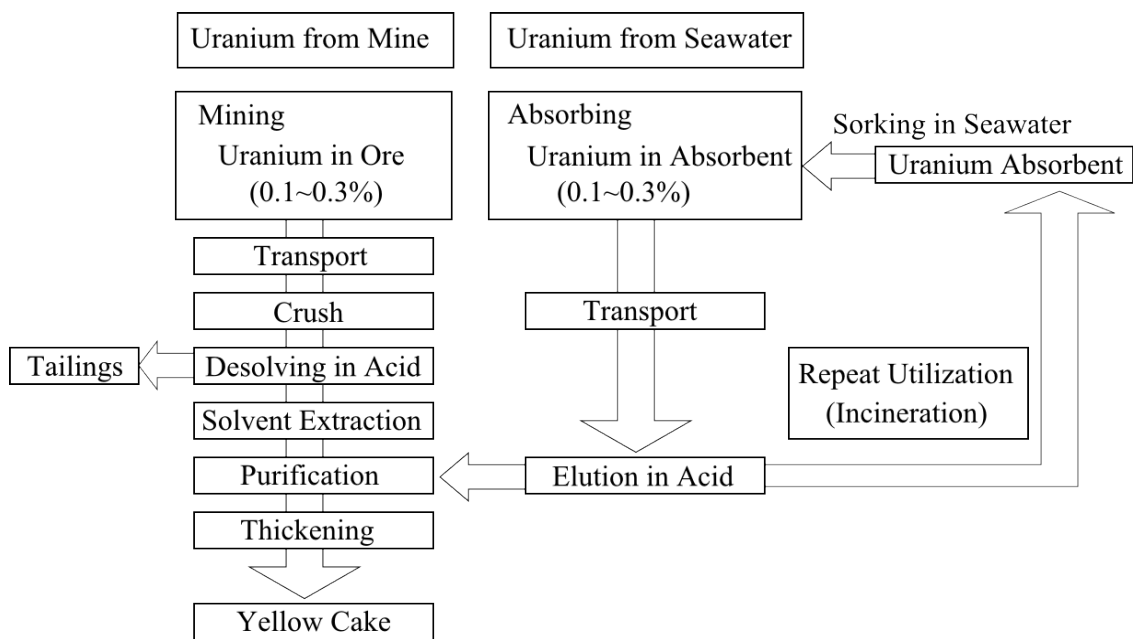 Uranium from Mine
Uranium from Seawater
Mining
Uranium in Ore
(0.1~0.3%)
Absorbing
Uranium in Absorbent
(0.1~0.3%)
Sorking in Seawater
Uranium Absorbent
Transport
Crush
Transport
Tailings
Desolving in Acid
Repeat Utilization
(Incineration)
Solvent Extraction
Purification
Elution in Acid
Thickening
Yellow Cake